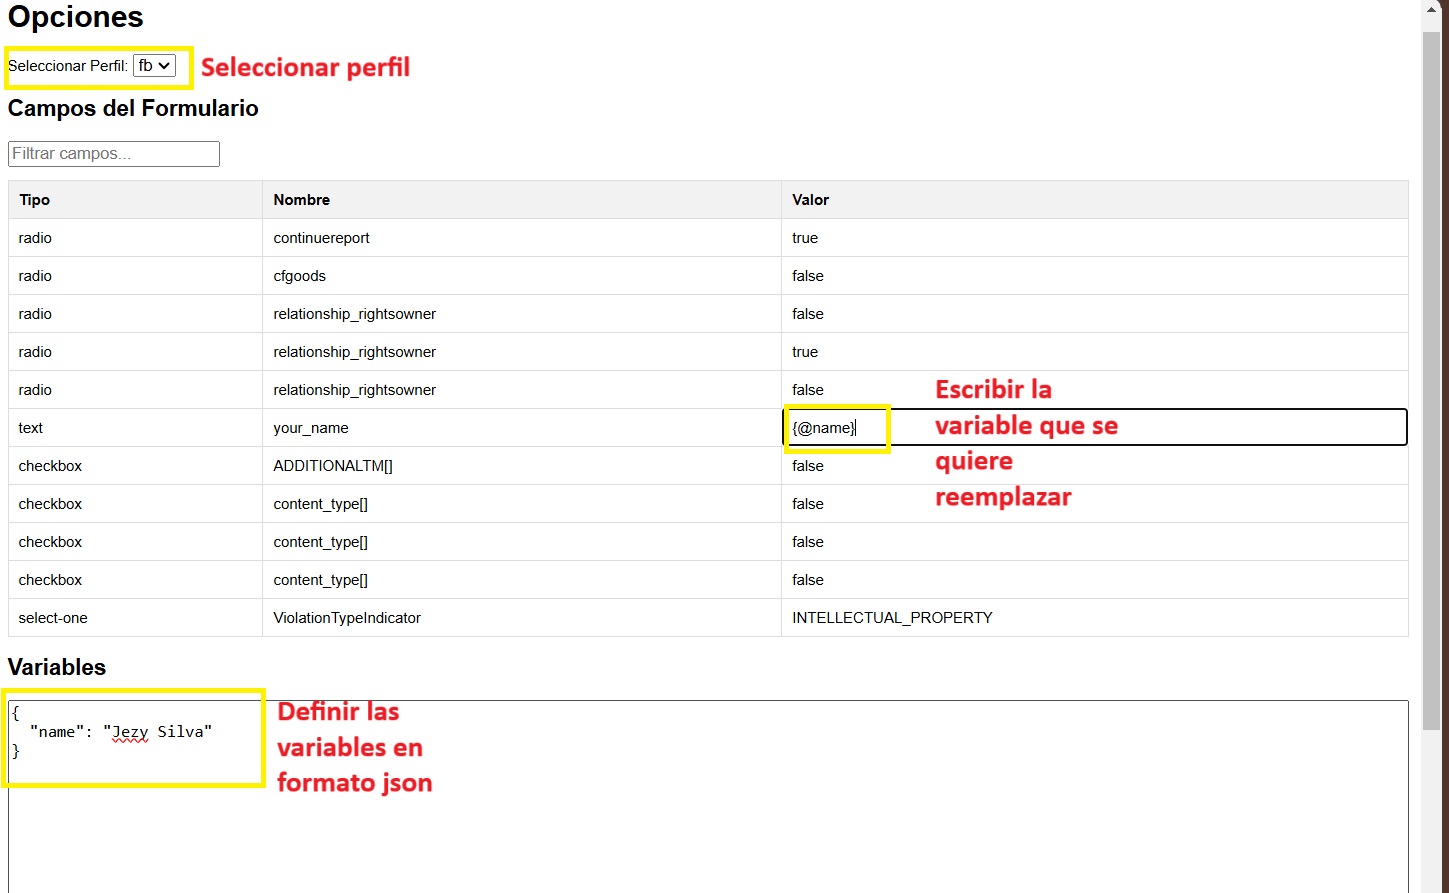 Opciones
Seleccionar Perfil: fb Seleccionar perfil
Campos del Formulario
Filtrar campos...
Tipo Nombre Valor
radio continuereport true
radio cfgoods false
radio relationship_rightsowner false
radio relationship_rightsowner true
radio relationship_rightsowner false
text your_name {@name}
checkbox ADDITIONALTM[] false
checkbox content_type[] false
checkbox content_type[] false
checkbox content_type[] false
select-one ViolationTypeIndicator INTELLECTUAL_PROPERTY
Escribir la
variable que se
quiere
reemplazar
Variables
{
"name": "Jezy Silva"
}
Definir las
variables en
formato json